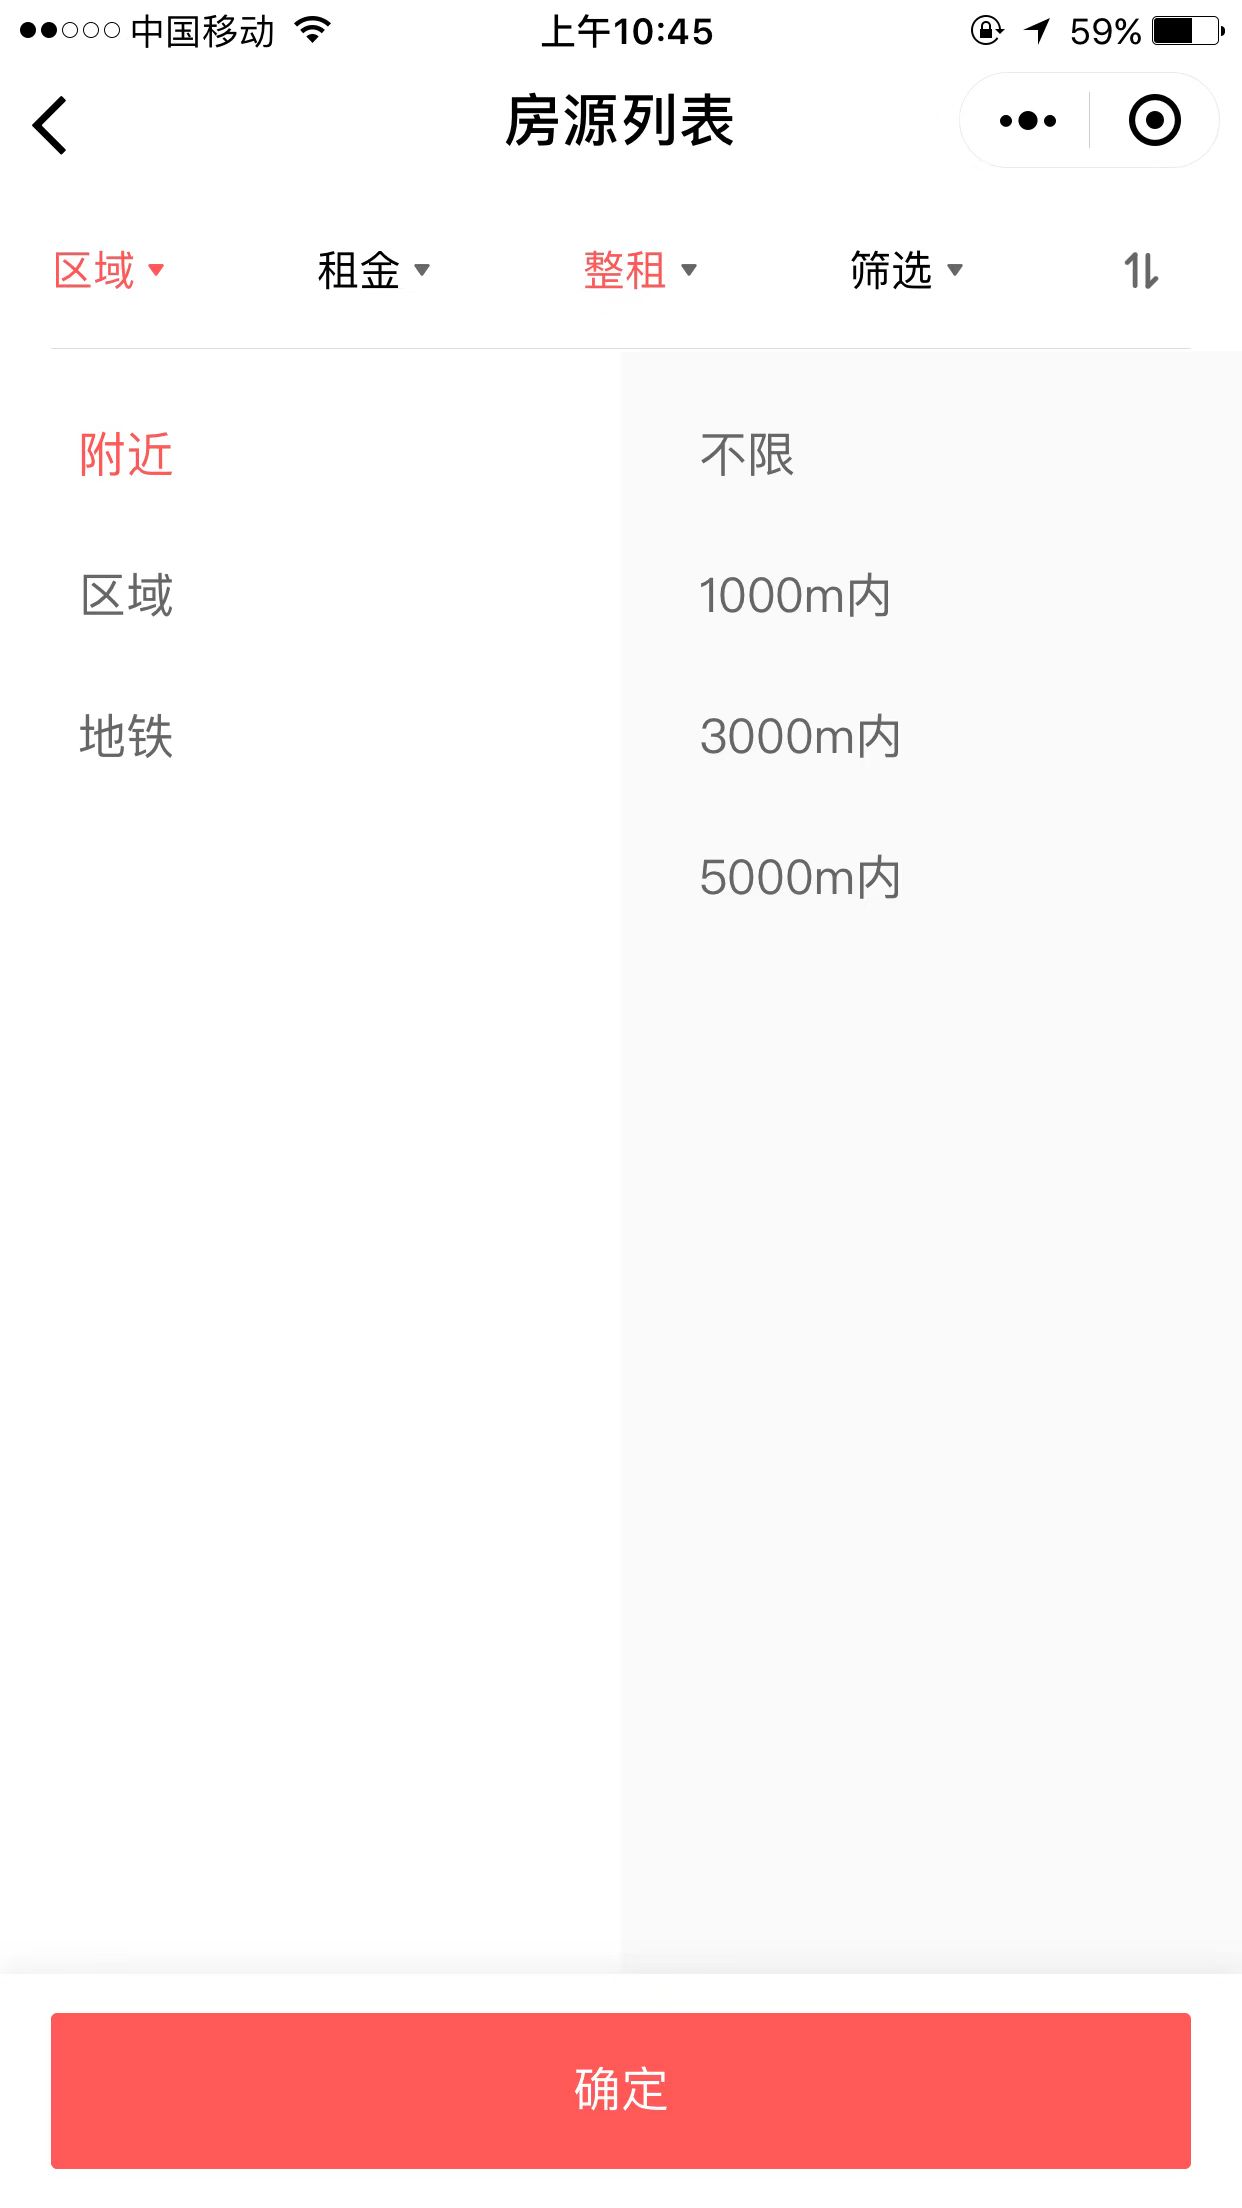 中国移动 上午10:45 59%
房源列表
区域 租金 整租 筛选
附近 不限
区域 1000m内
地铁 3000m内
5000m内
确定